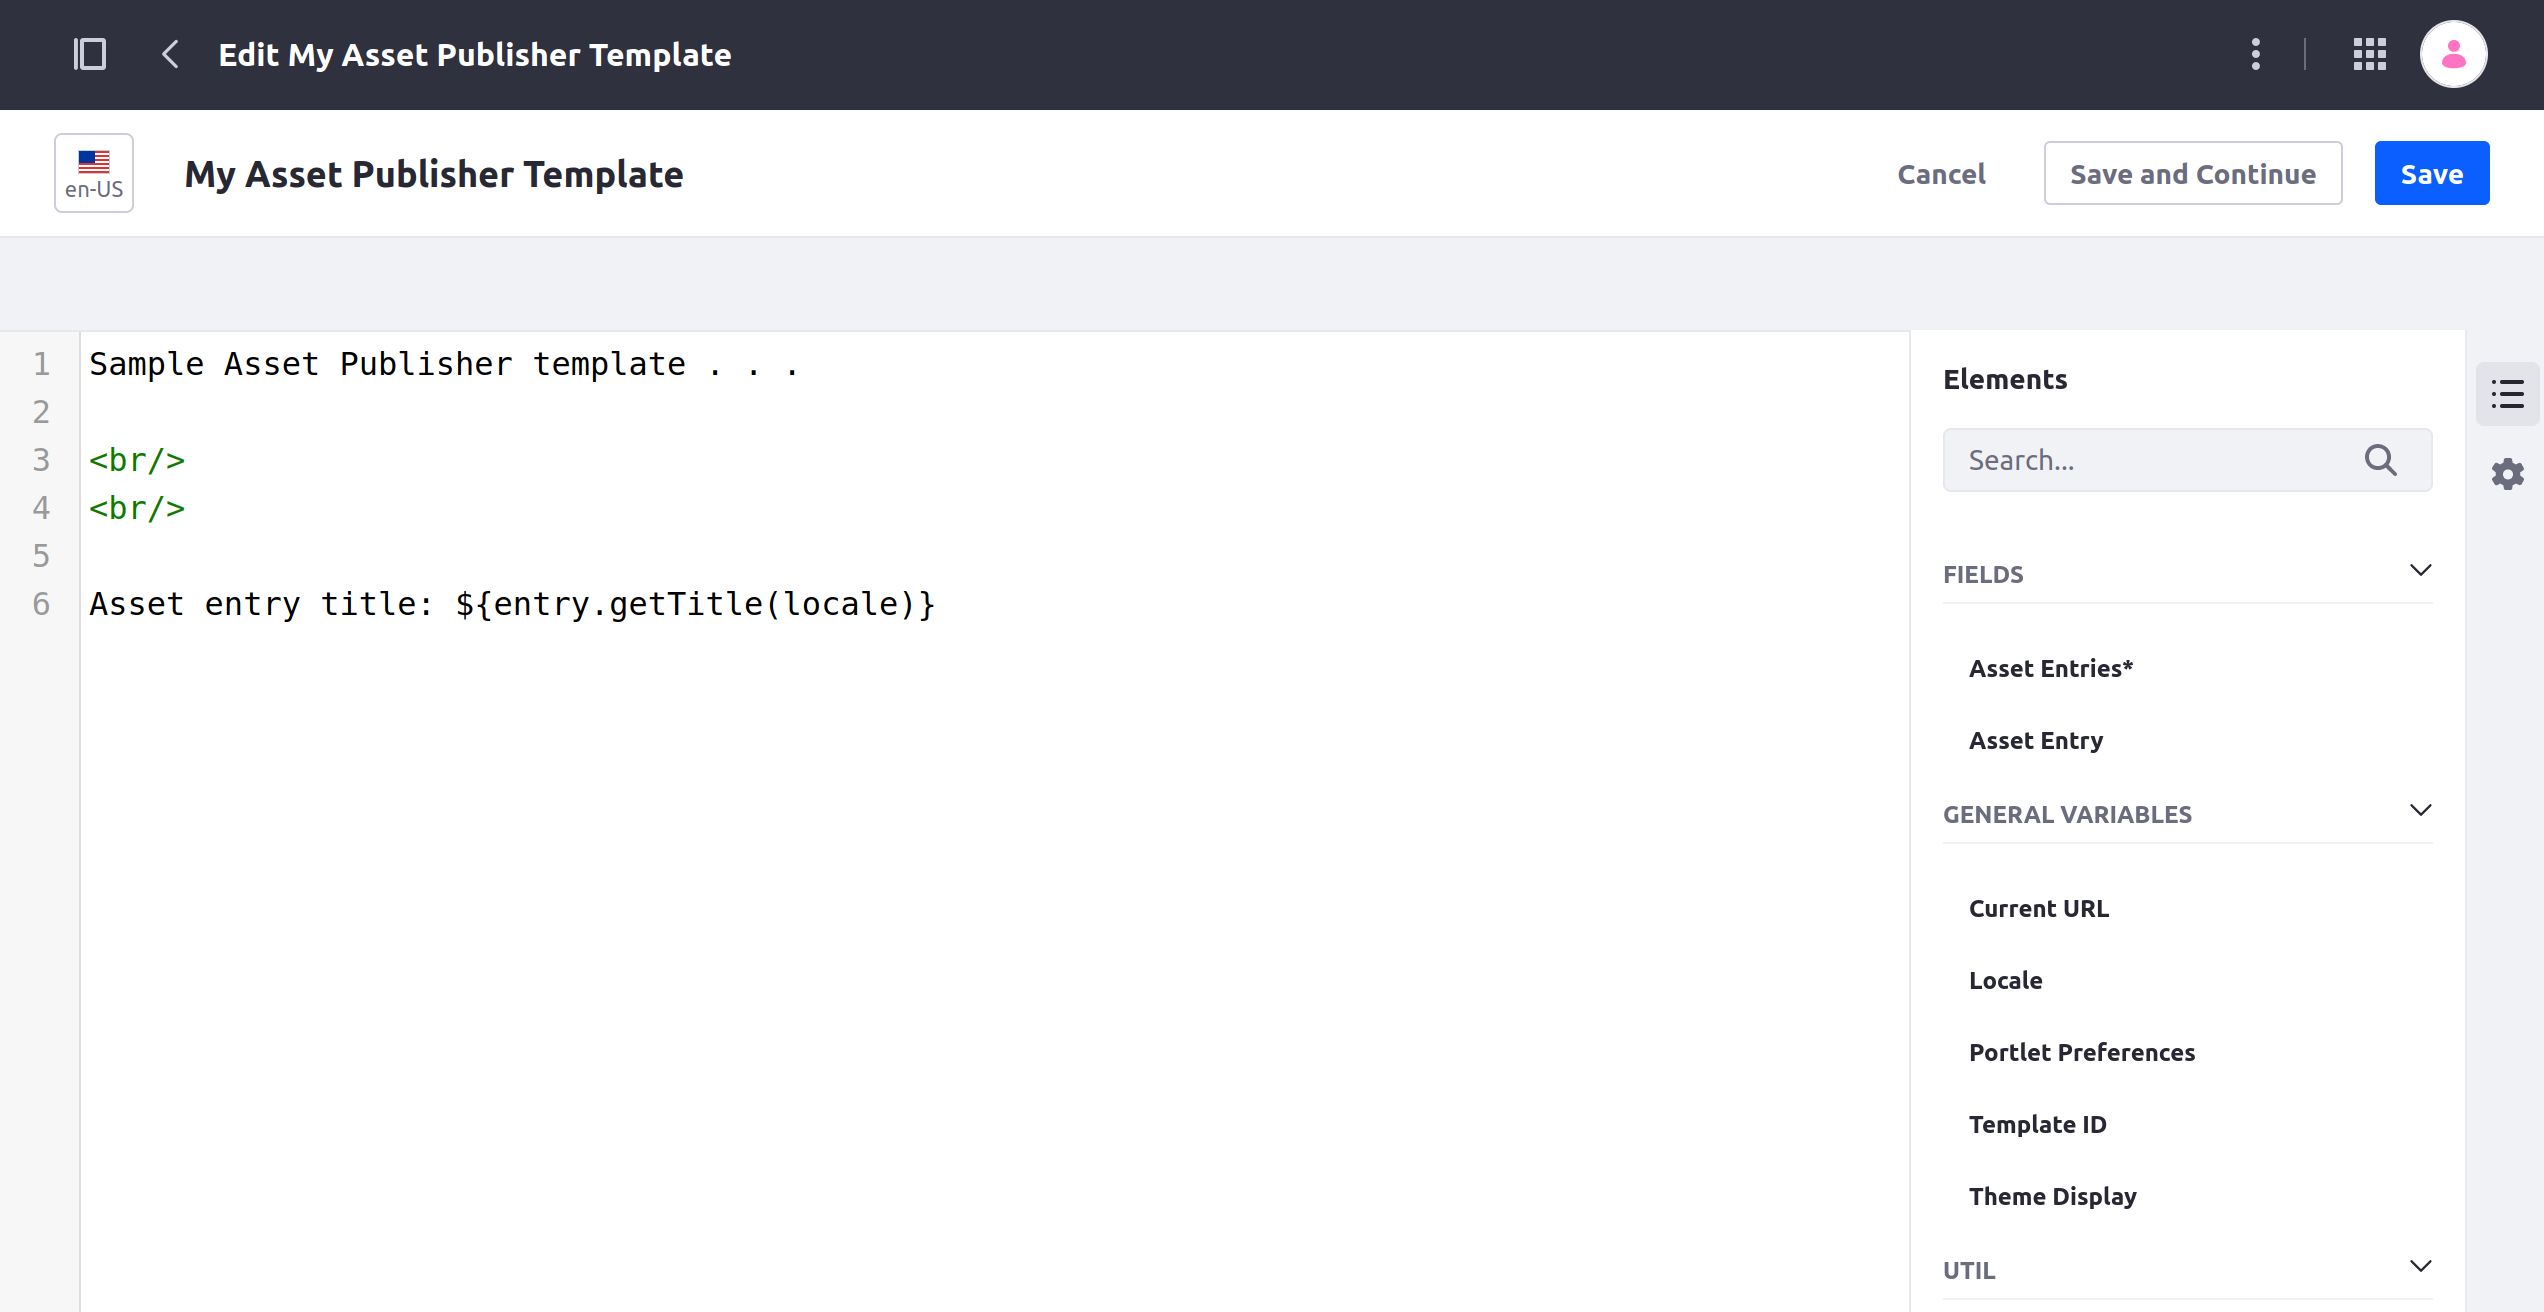 Edit My Asset Publisher Template
en-US
My Asset Publisher Template
Cancel
Save and Continue
Save
1 Sample Asset Publisher template . . .
2
3 <br/>
4 <br/>
5
6 Asset entry title: ${entry.getTitle(locale)}
Elements
Search...
FIELDS
Asset Entries*
Asset Entry
GENERAL VARIABLES
Current URL
Locale
Portlet Preferences
Template ID
Theme Display
UTIL